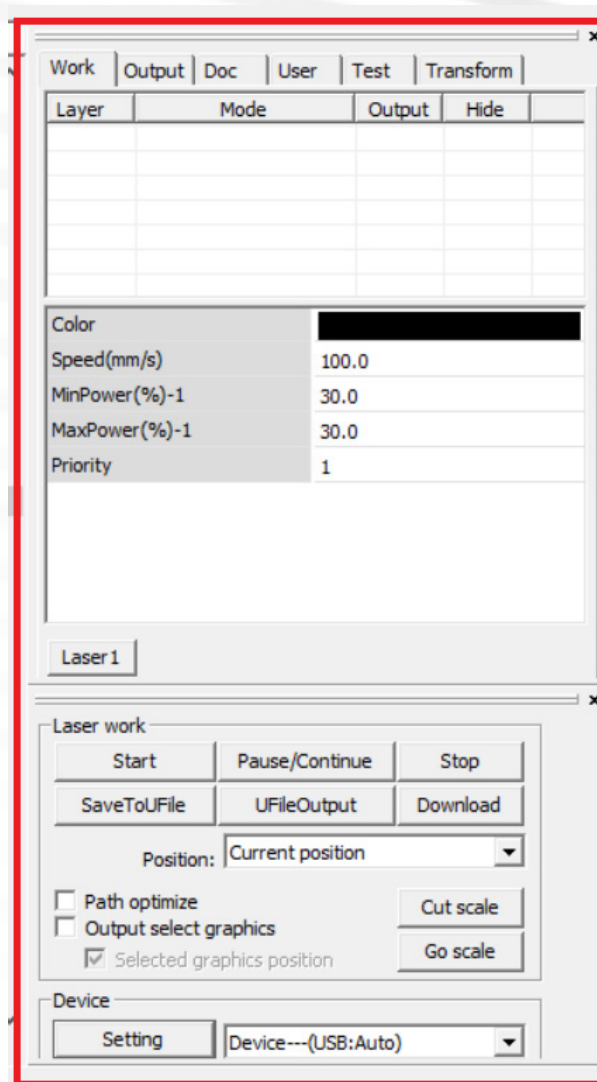 Work Output Doc User Test Transform
Layer Mode Output Hide
Color
Speed(mm/s) 100.0
MinPower(%)-1 30.0
MaxPower(%)-1 30.0
Priority 1
Laser1
Laser work
Start Pause/Continue Stop
SaveToUFile UFileOutput Download
Position: Current position
Path optimize
Cut scale
Output select graphics
Selected graphics position
Go scale
Device
Setting Device---(USB:Auto)